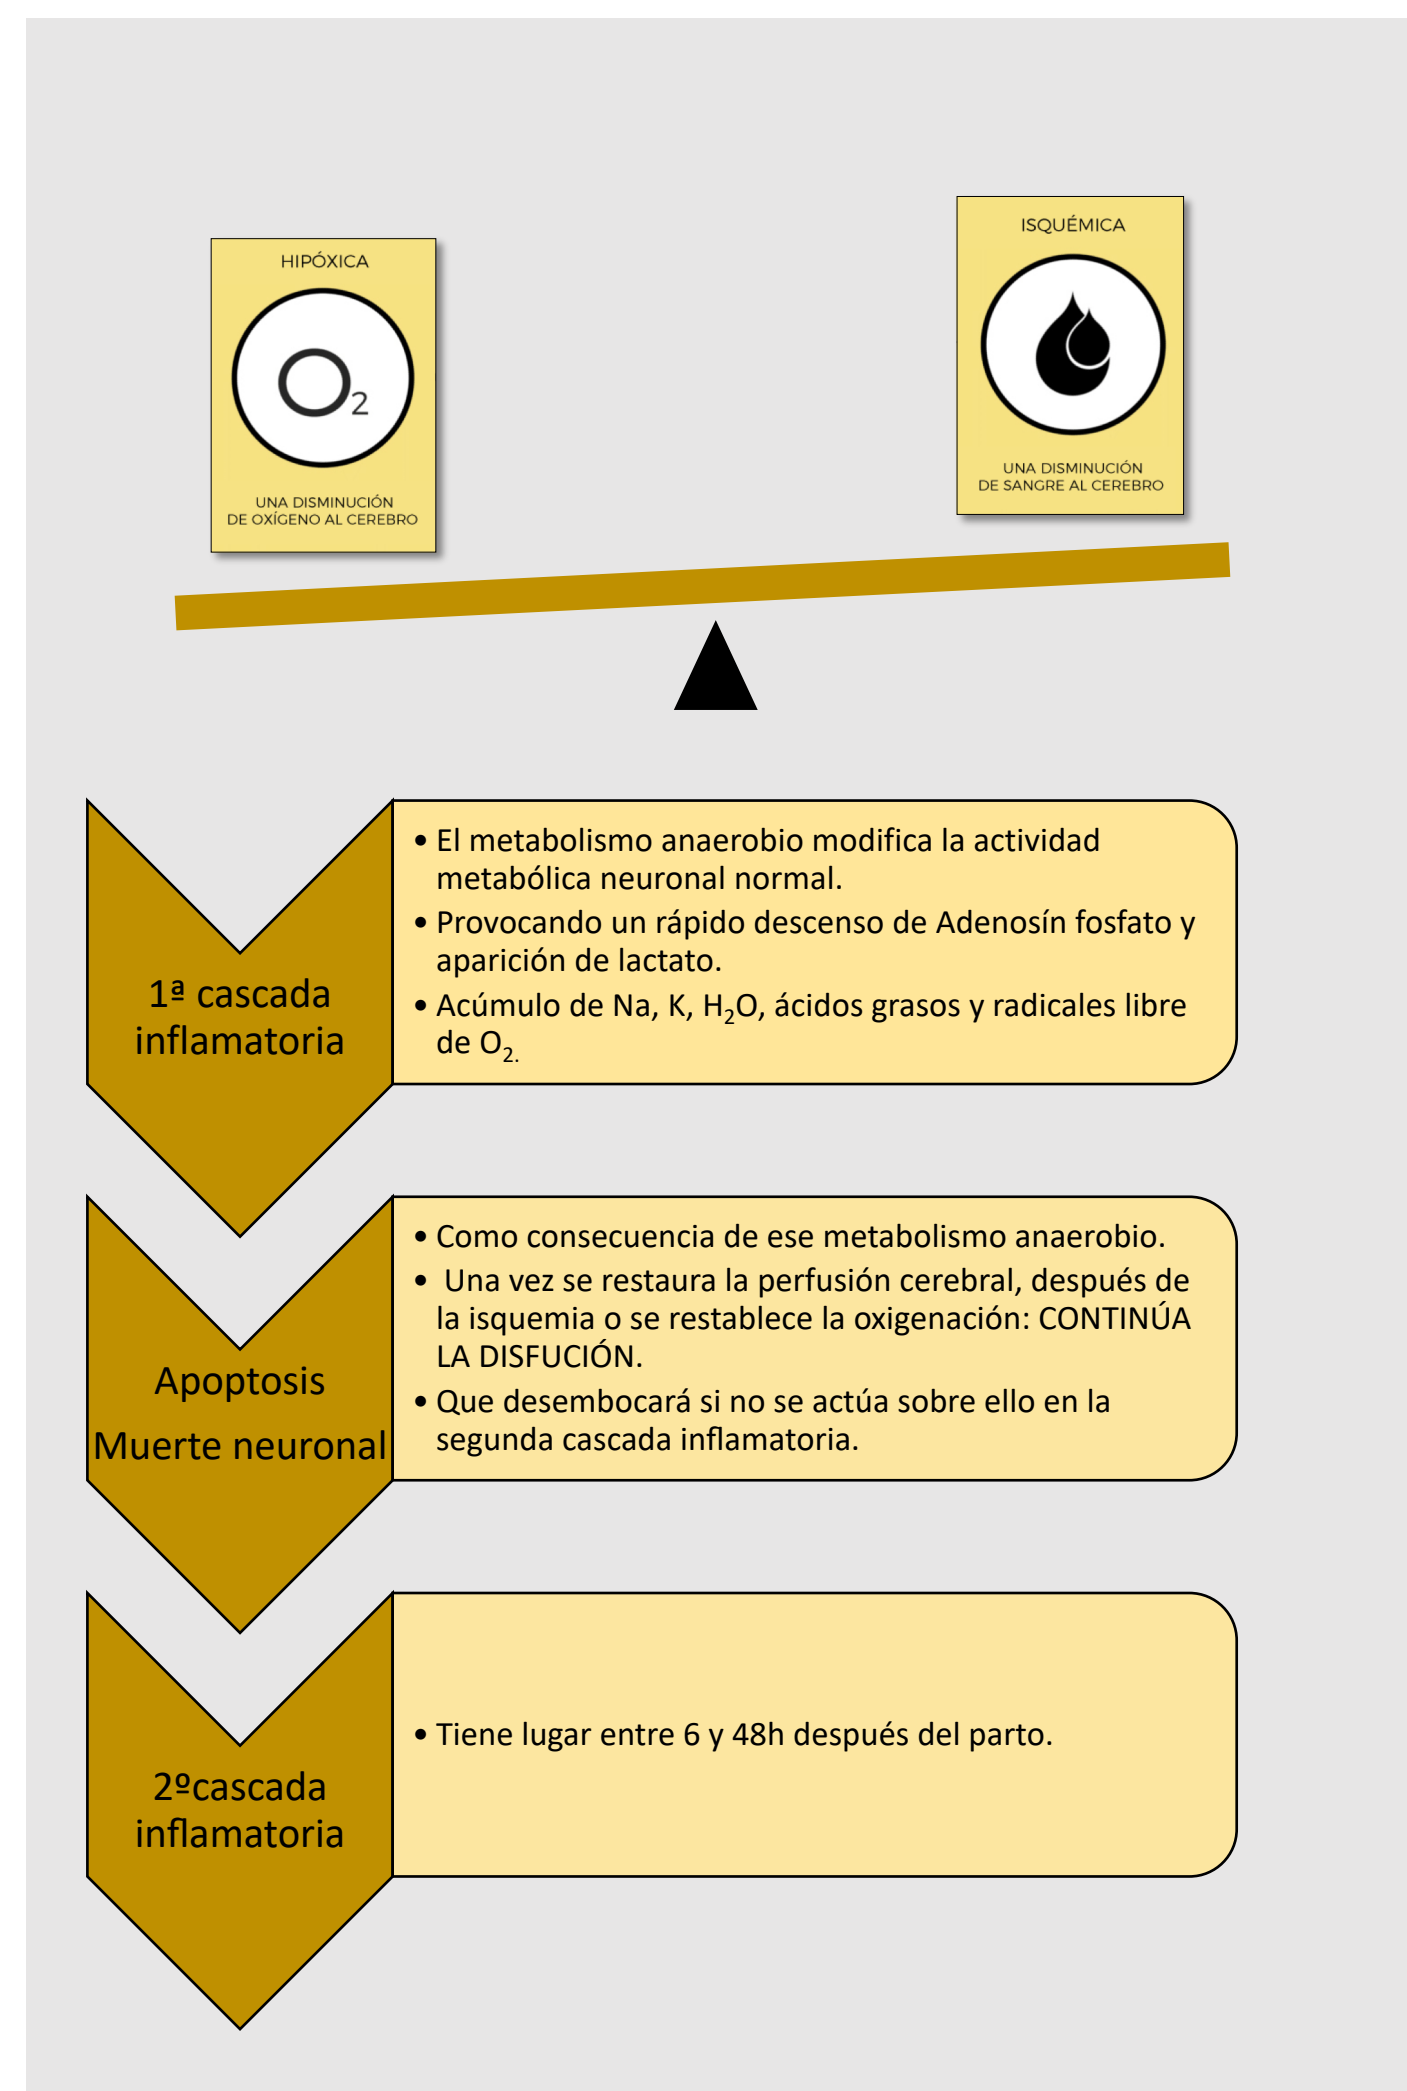 HIPÓXICA
O2
UNA DISMINUCIÓN
DE OXÍGENO AL CEREBRO
ISQUÉMICA
UNA DISMINUCIÓN
DE SANGRE AL CEREBRO
1ª cascada
inflamatoria
• El metabolismo anaerobio modifica la actividad
metabólica neuronal normal.
• Provocando un rápido descenso de Adenosín fosfato y
aparición de lactato.
• Acúmulo de Na, K, H2O, ácidos grasos y radicales libre
de O2.
Apoptosis
Muerte neuronal
• Como consecuencia de ese metabolismo anaerobio.
• Una vez se restaura la perfusión cerebral, después de
la isquemia o se restablece la oxigenación: CONTINÚA
LA DISFUCIÓN.
• Que desembocará si no se actúa sobre ello en la
segunda cascada inflamatoria.
2ºcascada
inflamatoria
• Tiene lugar entre 6 y 48h después del parto.